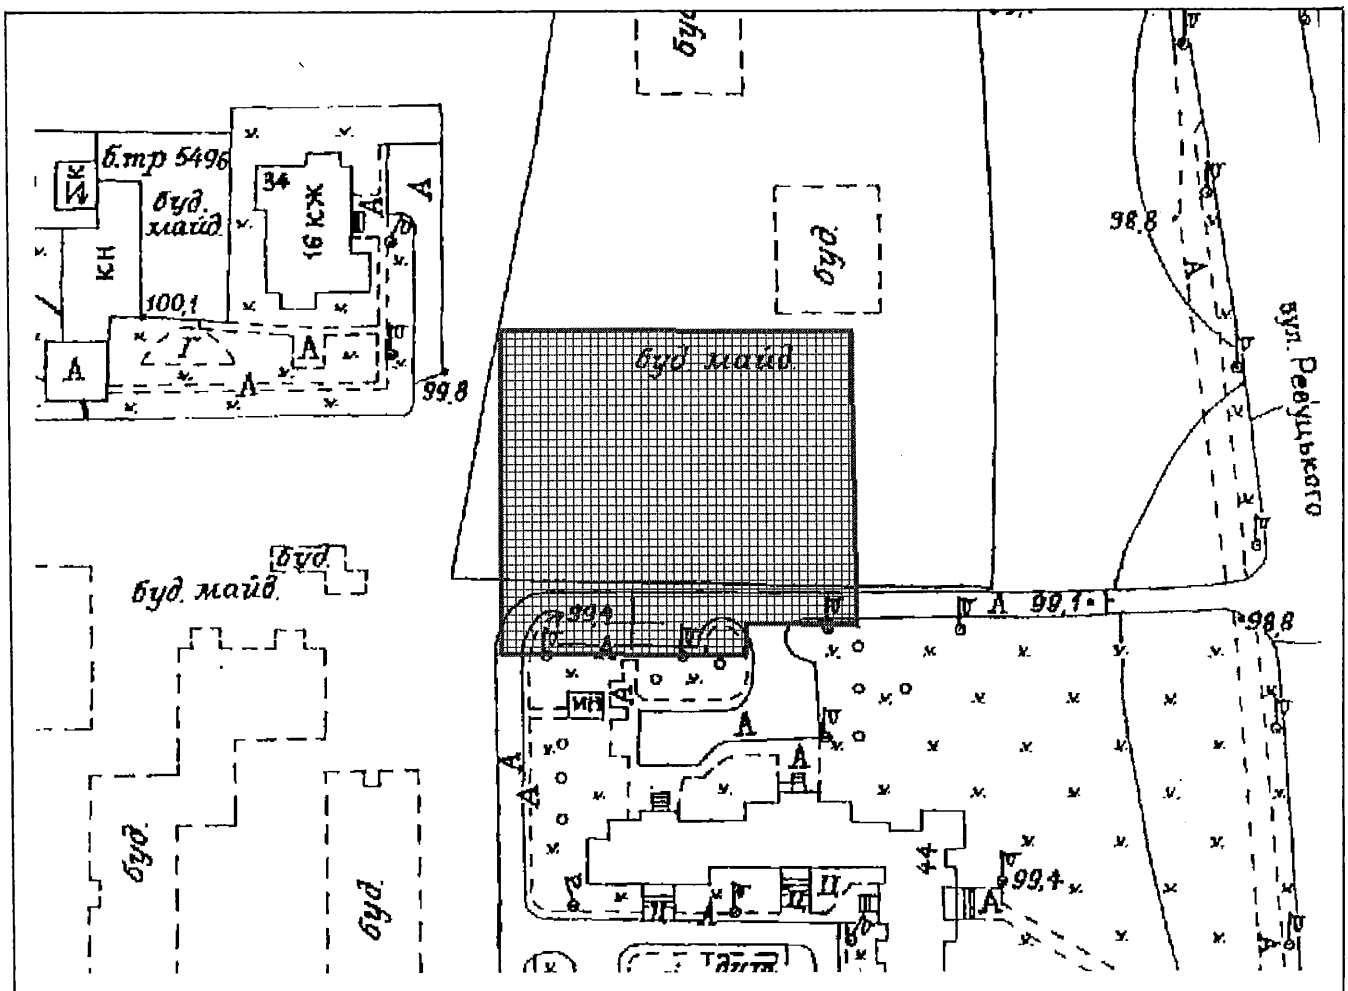 буд
б.тр 5496
34
буд.
майд.
16 КЖ
А
А
98,8
А
буд.
КН
100,1
Г
А
А
А
99,8
буд. майд.
вул. Ревуцького
буд.
буд. майд.
99,4
А
99,1
98,8
А
А
А
А
А
А
буд.
буд.
44
99,4
А
Ц
Ц
Ц
А
А